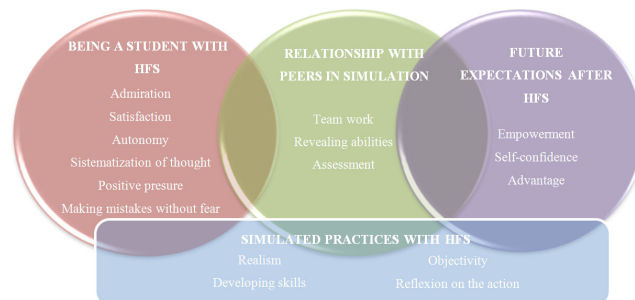 BEING A STUDENT WITH
HFS
Admiration
Satisfaction
Autonomy
Sistematization of thought
Positive presure
Making mistakes without fear
RELATIONSHIP WITH
PEERS IN SIMULATION
Team work
Revealing abilities
Assessment
FUTURE
EXPECTATIONS AFTER
HFS
Empowerment
Self-confidence
Advantage
SIMULATED PRACTICES WITH HFS
Realism
Objectivity
Developing skills
Reflexion on the action